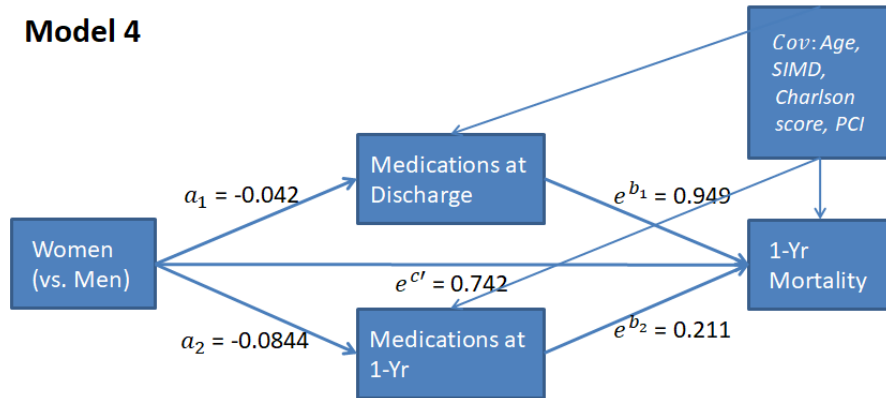 Model 4
Cov: Age,
SIMD,
Charlson
score, PCI
Medications at
Discharge
a₁ = -0.042
e^{b₁} = 0.949
Women
(vs. Men)
1-Yr
Mortality
e^{c′} = 0.742
a₂ = -0.0844
Medications at
1-Yr
e^{b₂} = 0.211